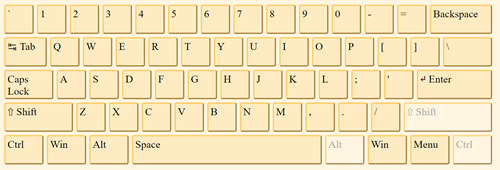 ` 1 2 3 4 5 6 7 8 9 0 - = Backspace
↹ Tab Q W E R T Y U I O P [ ] \
Caps Lock A S D F G H J K L ; ' ↵ Enter
⇧ Shift Z X C V B N M , . / ⇧ Shift
Ctrl Win Alt Space Alt Win Menu Ctrl